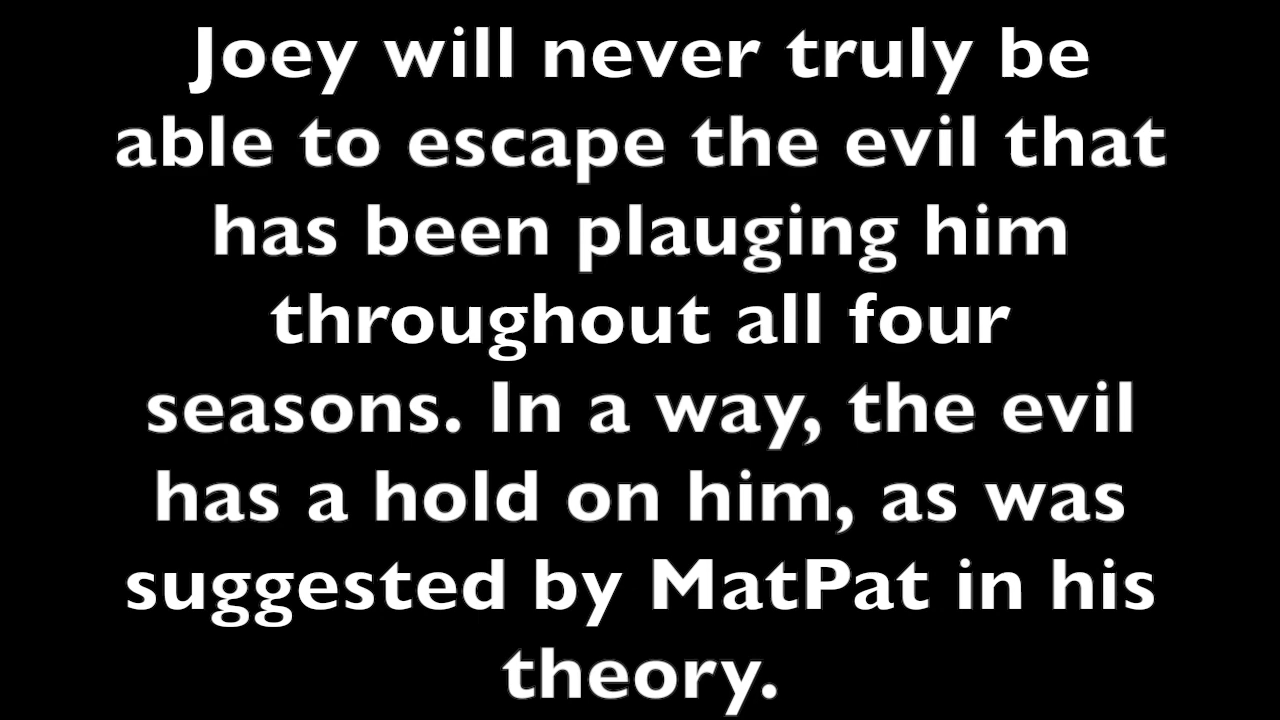 Joey will never truly be
able to escape the evil that
has been plauging him
throughout all four
seasons. In a way, the evil
has a hold on him, as was
suggested by MatPat in his
theory.